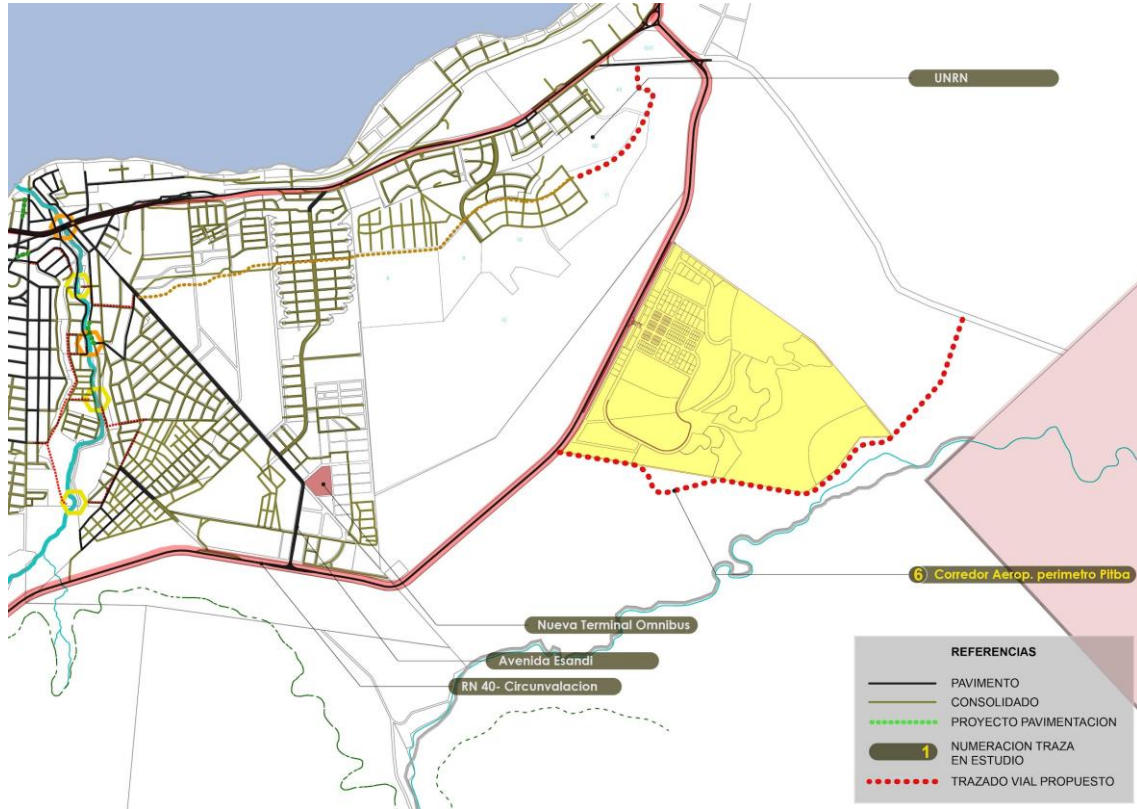 UNRN
6 Corredor Aerop. perimetro Pitba
Nueva Terminal Omnibus
Avenida Esandi
RN 40- Circunvalacion
REFERENCIAS
PAVIMENTO
CONSOLIDADO
PROYECTO PAVIMENTACION
1 NUMERACION TRAZA
EN ESTUDIO
TRAZADO VIAL PROPUESTO